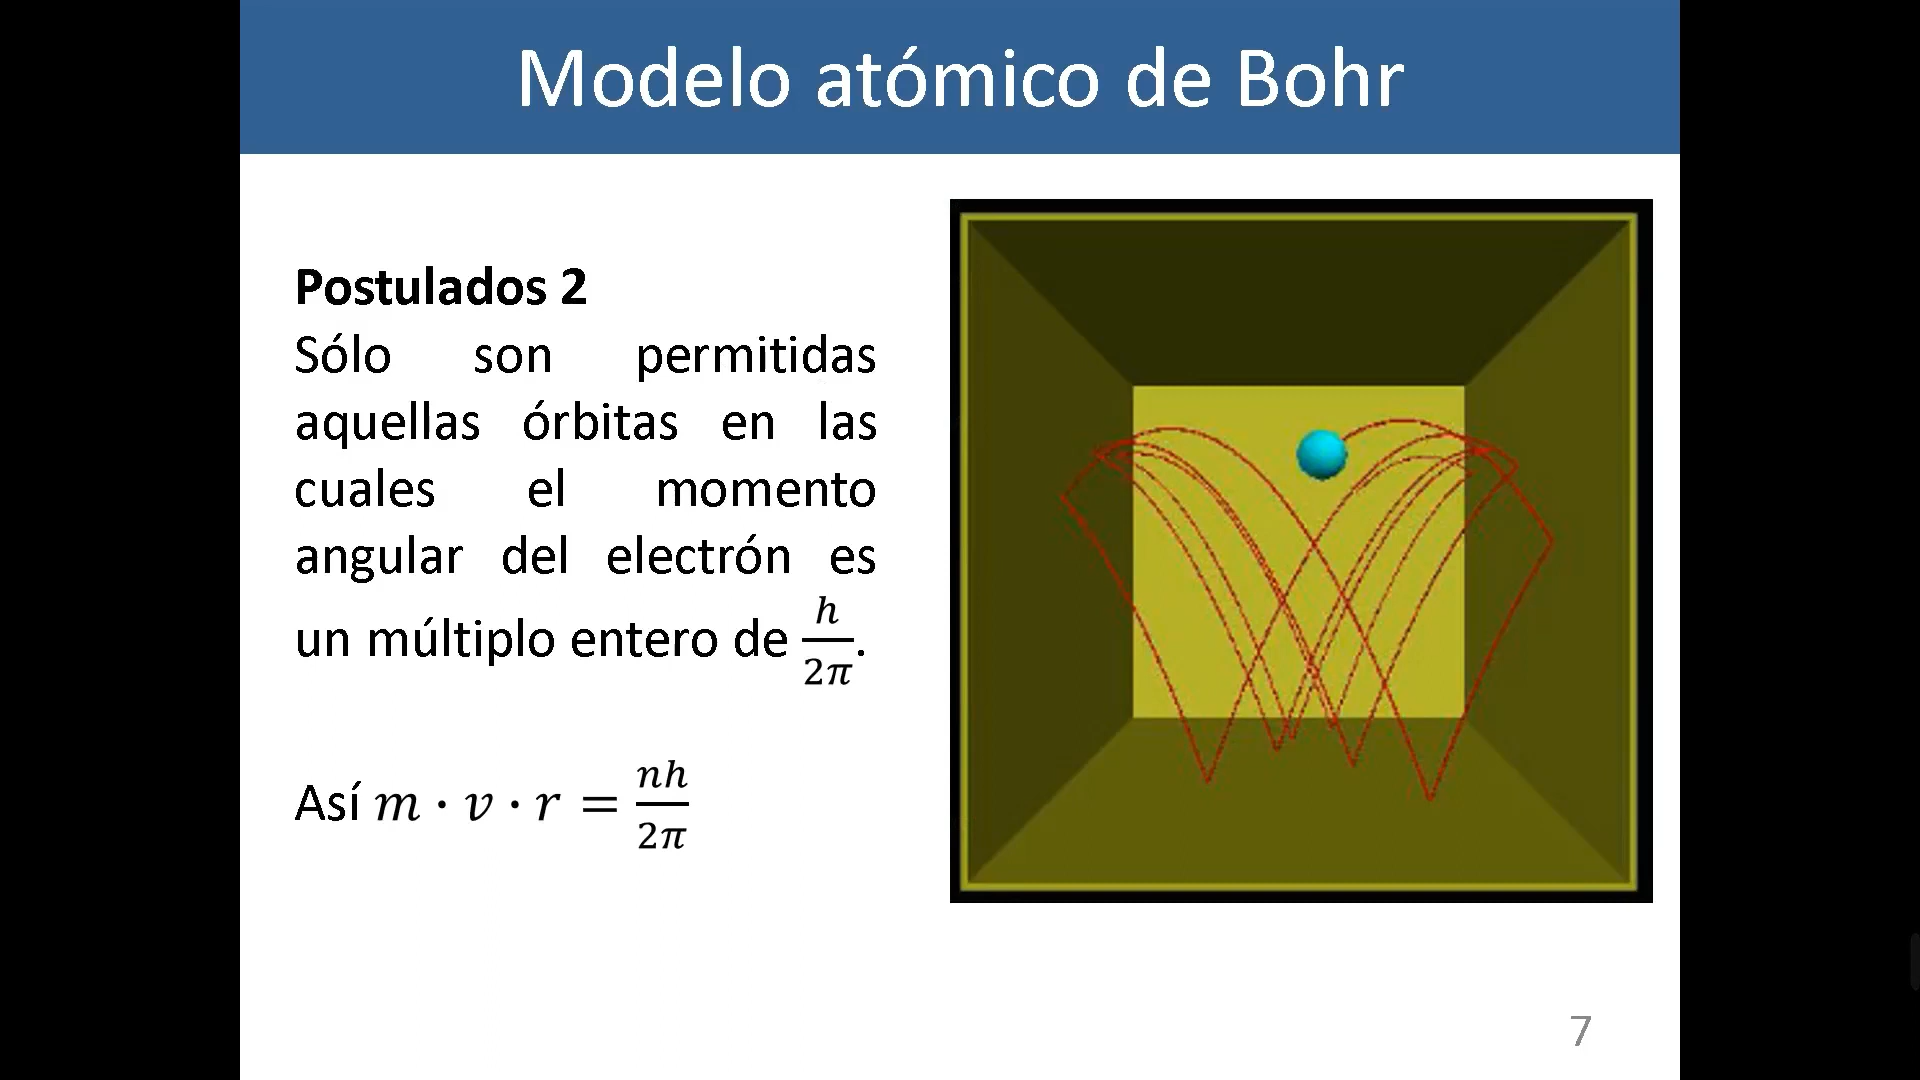 Modelo atómico de Bohr
Postulados 2
Sólo son permitidas
aquellas órbitas en las
cuales el momento
angular del electrón es
un múltiplo entero de h/2π.
Así m · v · r = nh/2π
7